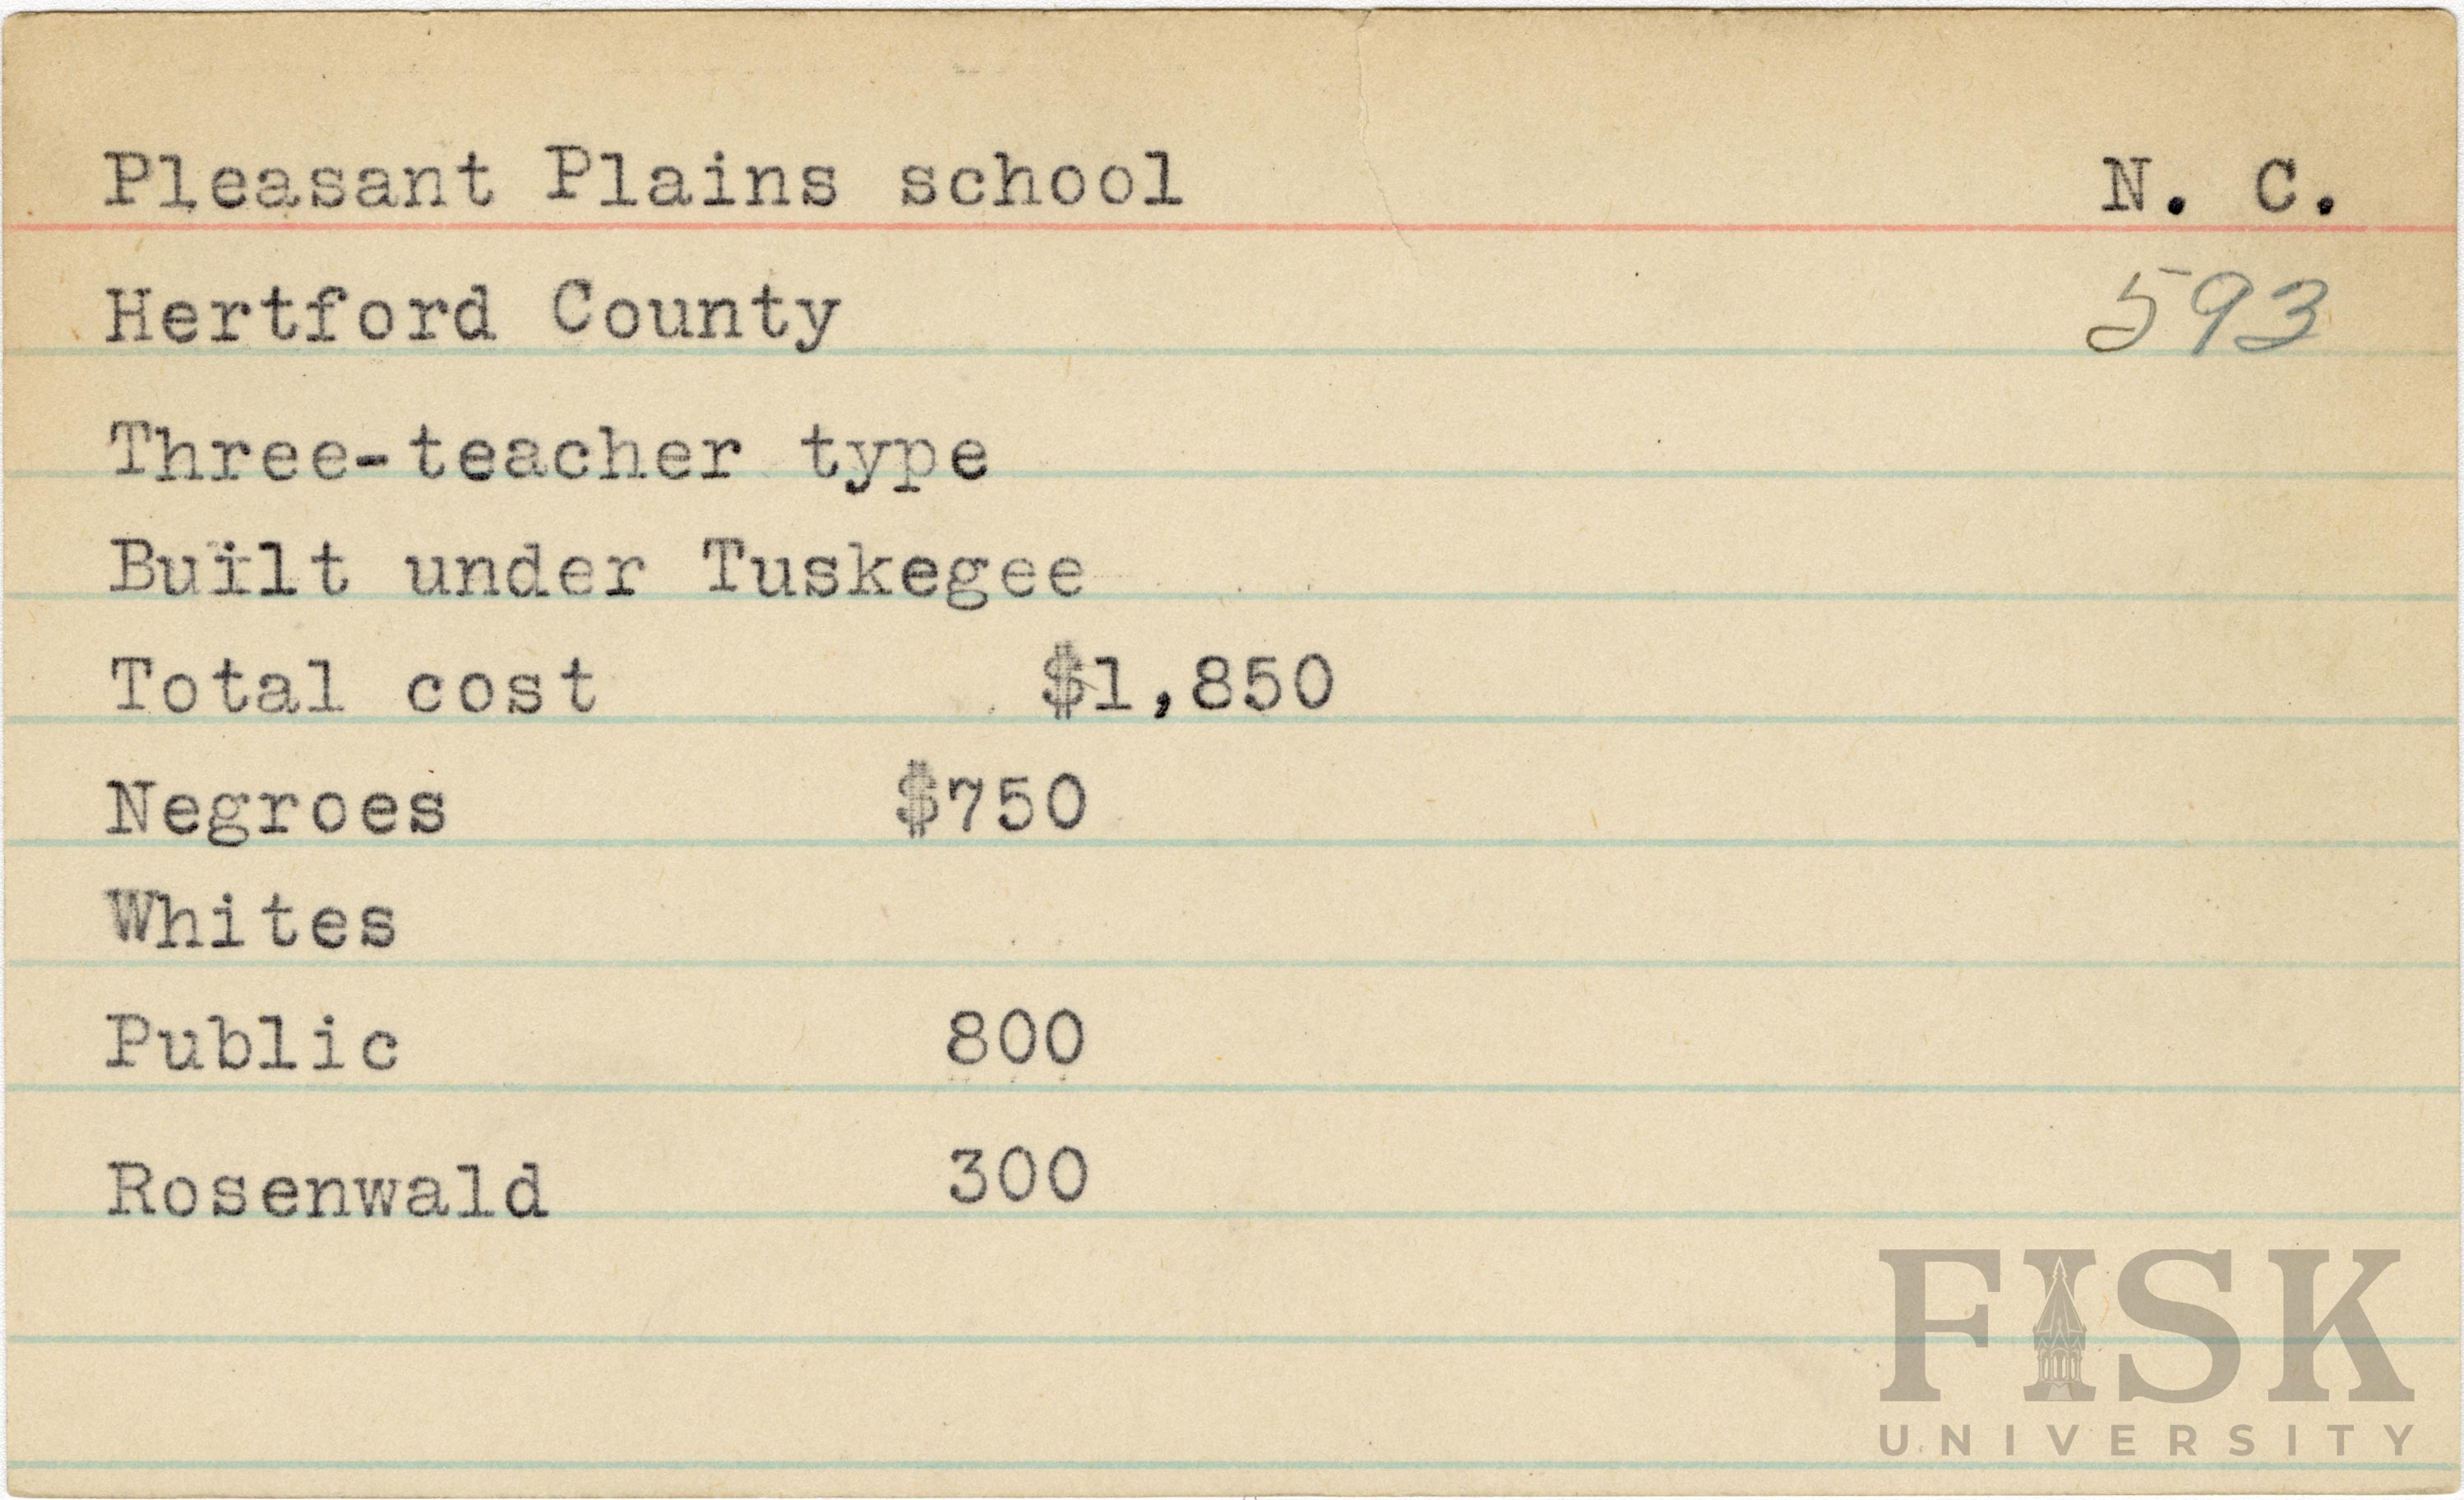 Pleasant Plains school N. C.
Hertford County 593
Three-teacher type
Built under Tuskegee
Total cost $1,850
Negroes $750
Whites
Public 800
Rosenwald 300
FISK
UNIVERSITY